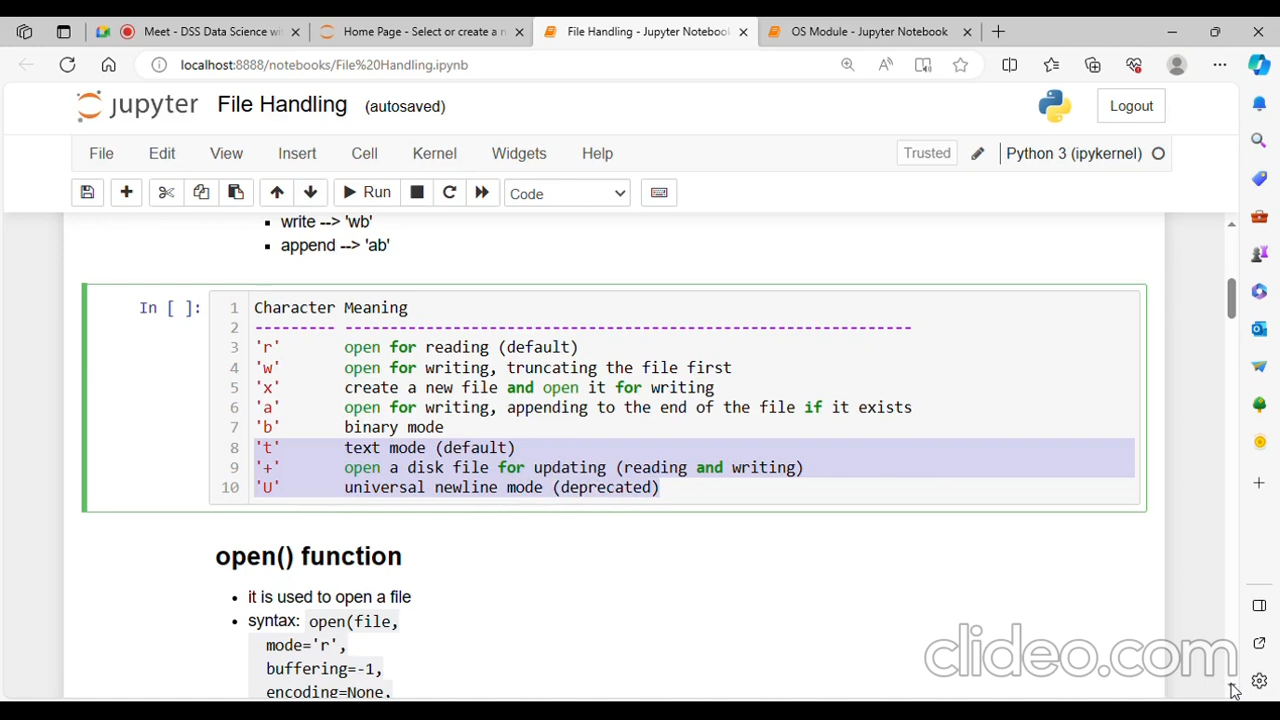 Meet - DSS Data Science wit
Home Page - Select or create a n
File Handling - Jupyter Notebook
OS Module - Jupyter Notebook
localhost:8888/notebooks/File%20Handling.ipynb
jupyter File Handling (autosaved)
Logout
File Edit View Insert Cell Kernel Widgets Help
Trusted Python 3 (ipykernel)
Run Code
write --> 'wb'
append --> 'ab'
In [ ]:
1 Character Meaning
2 --------- ---------------------------------------------------------------
3 'r' open for reading (default)
4 'w' open for writing, truncating the file first
5 'x' create a new file and open it for writing
6 'a' open for writing, appending to the end of the file if it exists
7 'b' binary mode
8 't' text mode (default)
9 '+' open a disk file for updating (reading and writing)
10 'U' universal newline mode (deprecated)
open() function
it is used to open a file
syntax: open(file,
mode='r',
buffering=-1,
encoding=None,
clideo.com